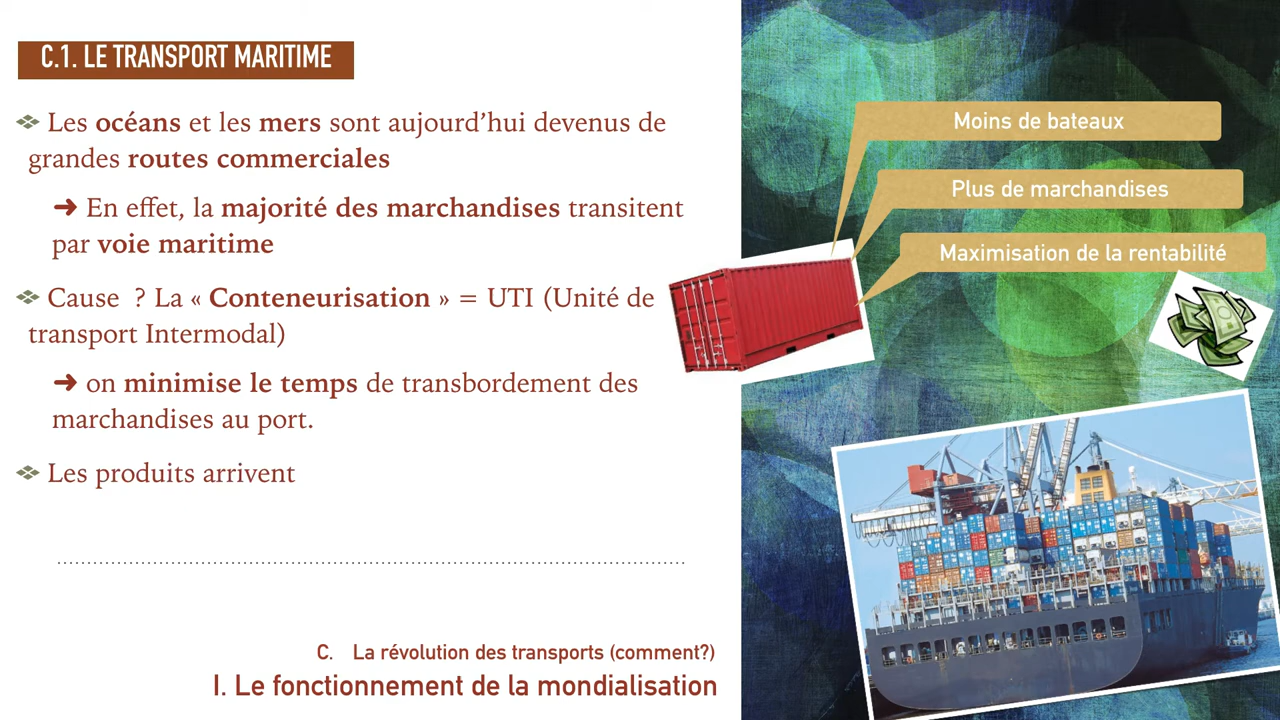 C.1. LE TRANSPORT MARITIME
❖ Les océans et les mers sont aujourd’hui devenus de
grandes routes commerciales
➜ En effet, la majorité des marchandises transitent
par voie maritime
❖ Cause ? La « Conteneurisation » = UTI (Unité de
transport Intermodal)
➜ on minimise le temps de transbordement des
marchandises au port.
❖ Les produits arrivent
Moins de bateaux
Plus de marchandises
Maximisation de la rentabilité
C. La révolution des transports (comment?)
I. Le fonctionnement de la mondialisation